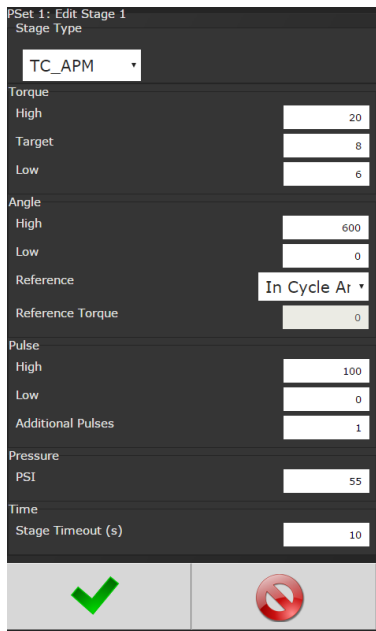 PSet 1: Edit Stage 1
Stage Type
TC_APM
Torque
High 20
Target 8
Low 6
Angle
High 600
Low 0
Reference In Cycle Ar
Reference Torque 0
Pulse
High 100
Low 0
Additional Pulses 1
Pressure
PSI 55
Time
Stage Timeout (s) 10